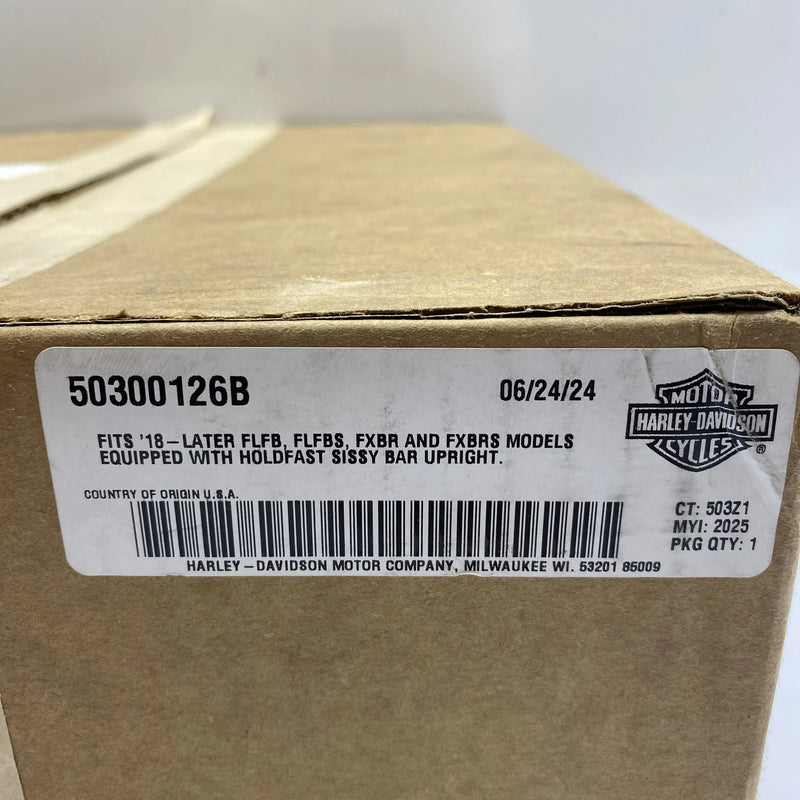 50300126B
06/24/24
MOTOR
HARLEY-DAVIDSON
CYCLES
®
FITS '18-LATER FLFB, FLFBS, FXBR AND FXBRS MODELS
EQUIPPED WITH HOLDFAST SISSY BAR UPRIGHT.
COUNTRY OF ORIGIN U.S.A.
CT: 503Z1
MYI: 2025
PKG QTY: 1
HARLEY-DAVIDSON MOTOR COMPANY, MILWAUKEE WI. 53201 85009